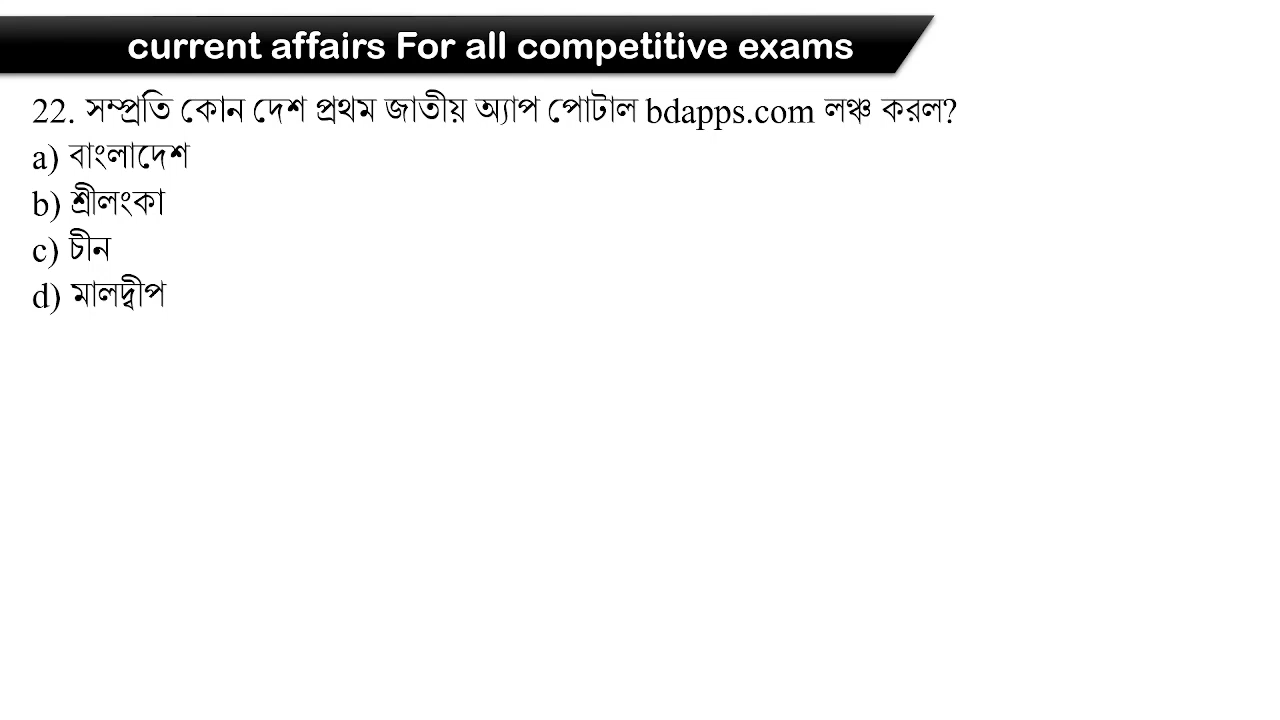 current affairs For all competitive exams
22. সম্প্রতি কোন দেশ প্রথম জাতীয় অ্যাপ পোটাল bdapps.com লঞ্চ করল?
a) বাংলাদেশ
b) শ্রীলংকা
c) চীন
d) মালদ্বীপ